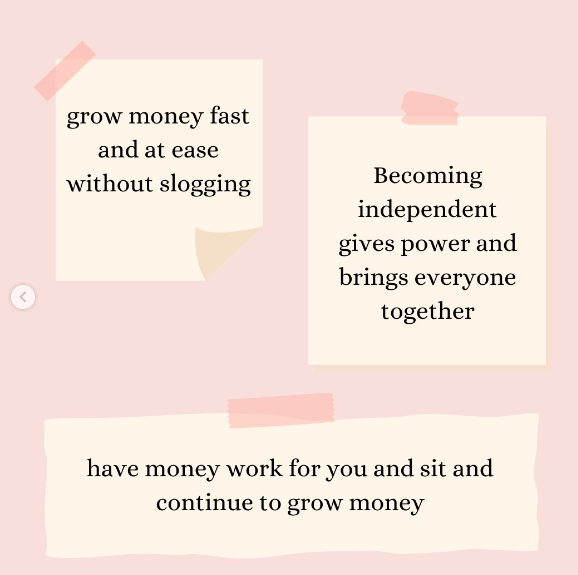 grow money fast
and at ease
without slogging
Becoming
independent
gives power and
brings everyone
together
have money work for you and sit and
continue to grow money